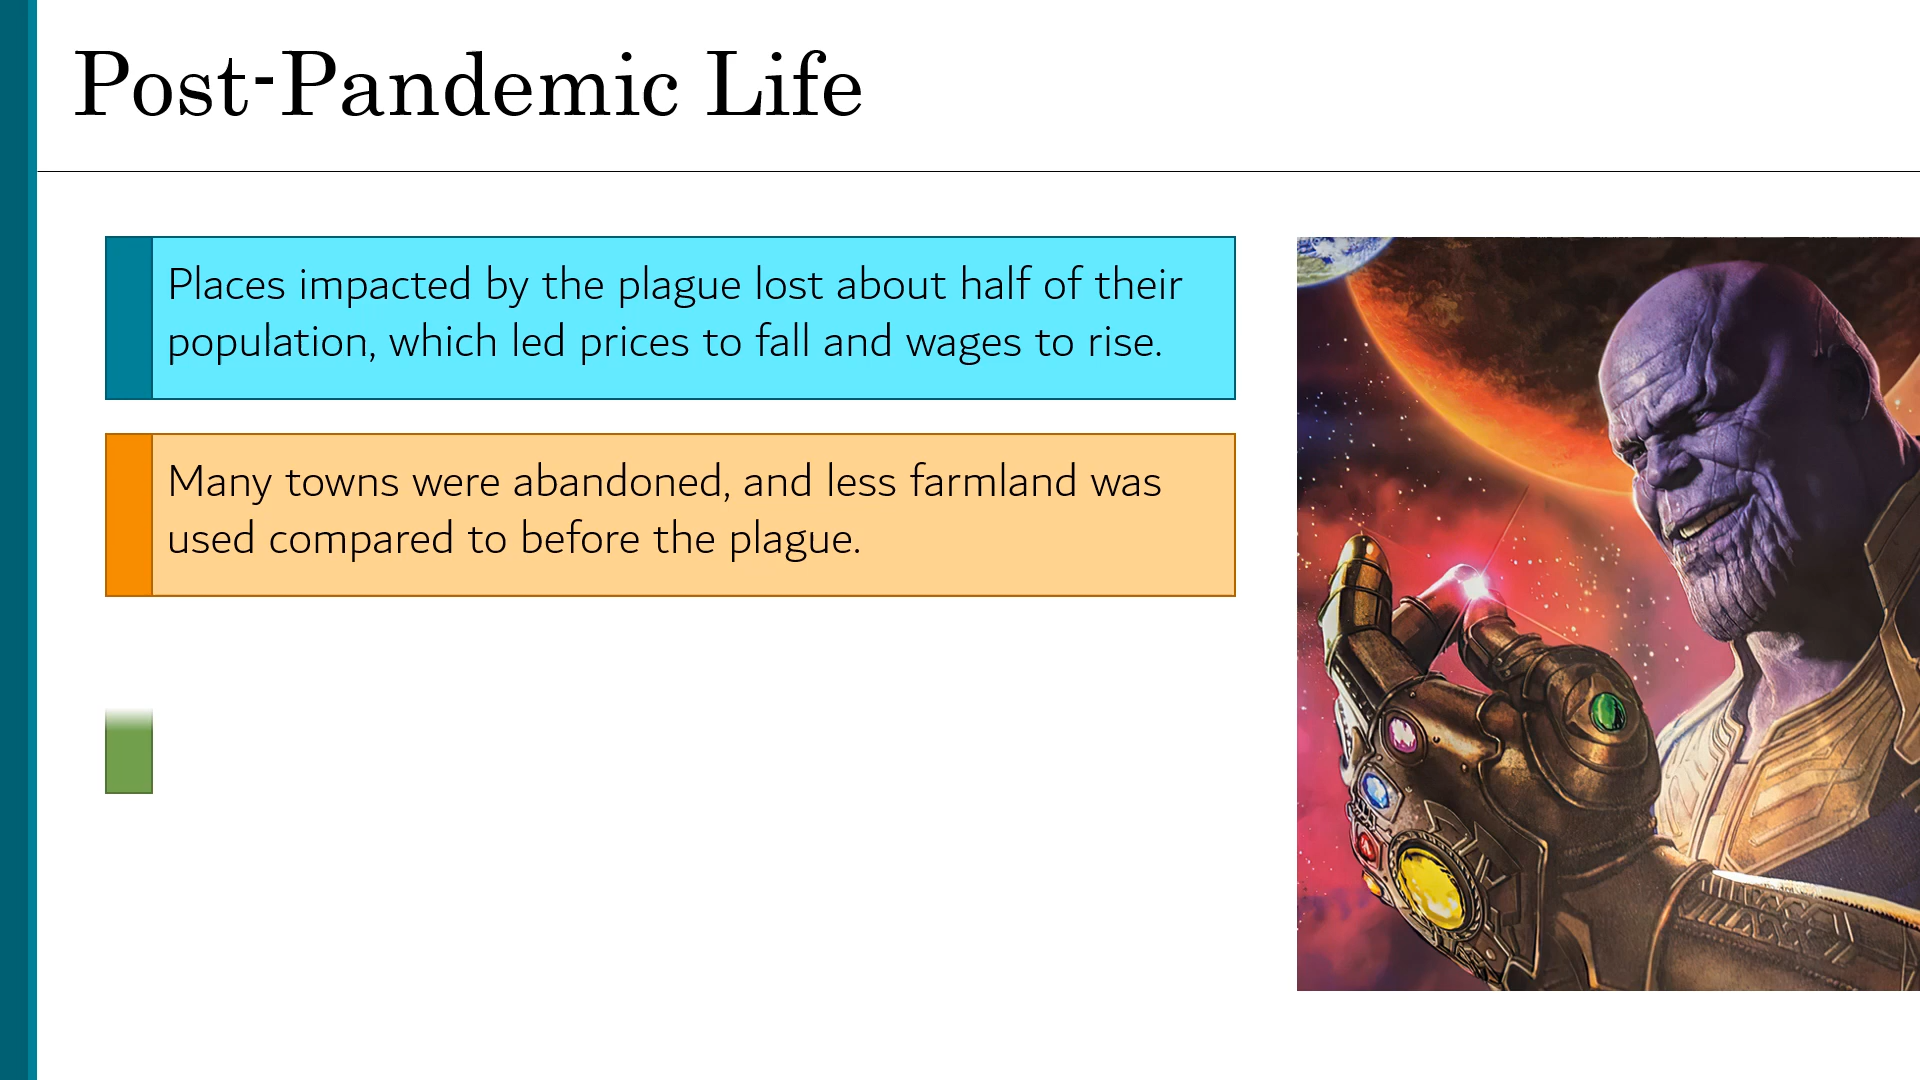 Post-Pandemic Life
Places impacted by the plague lost about half of their
population, which led prices to fall and wages to rise.
Many towns were abandoned, and less farmland was
used compared to before the plague.